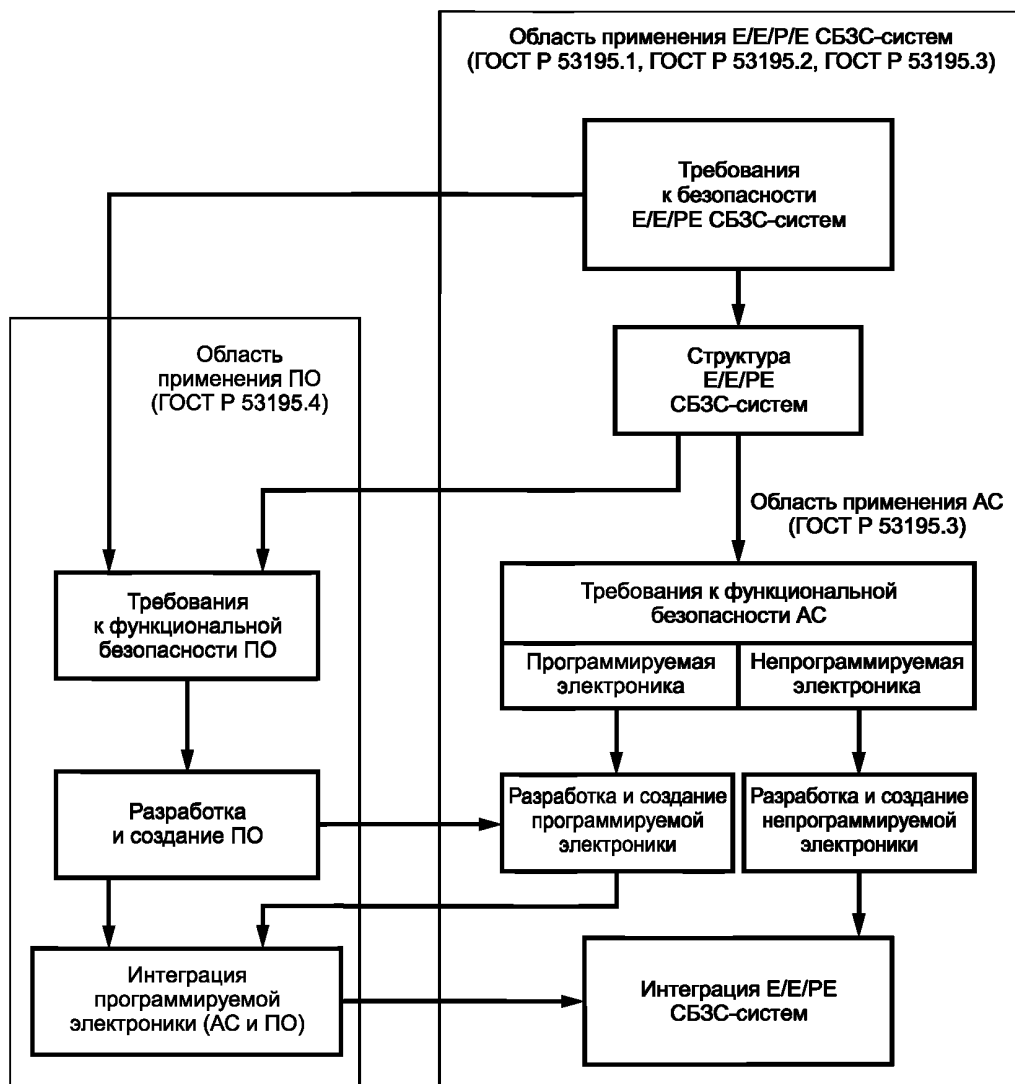 Область применения E/E/P/E СБЗС-систем
(ГОСТ Р 53195.1, ГОСТ Р 53195.2, ГОСТ Р 53195.3)
Требования
к безопасности
E/E/PE СБЗС-систем
Область
применения ПО
(ГОСТ Р 53195.4)
Структура
E/E/PE
СБЗС-систем
Область применения АС
(ГОСТ Р 53195.3)
Требования
к функциональной
безопасности ПО
Требования к функциональной
безопасности АС
Программируемая
электроника
Непрограммируемая
электроника
Разработка
и создание ПО
Разработка и создание
программируемой
электроники
Разработка и создание
непрограммируемой
электроники
Интеграция
программируемой
электроники (АС и ПО)
Интеграция E/E/PE
СБЗС-систем